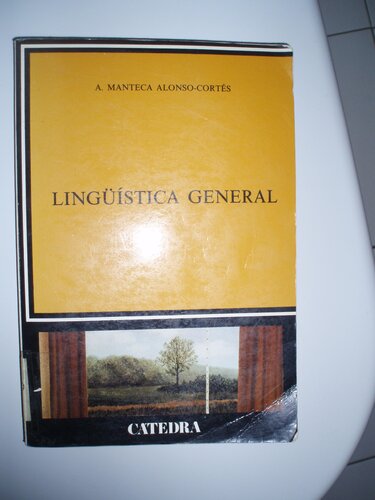 A. MANTECA ALONSO-CORTÉS
LINGÜÍSTICA GENERAL
CATEDRA